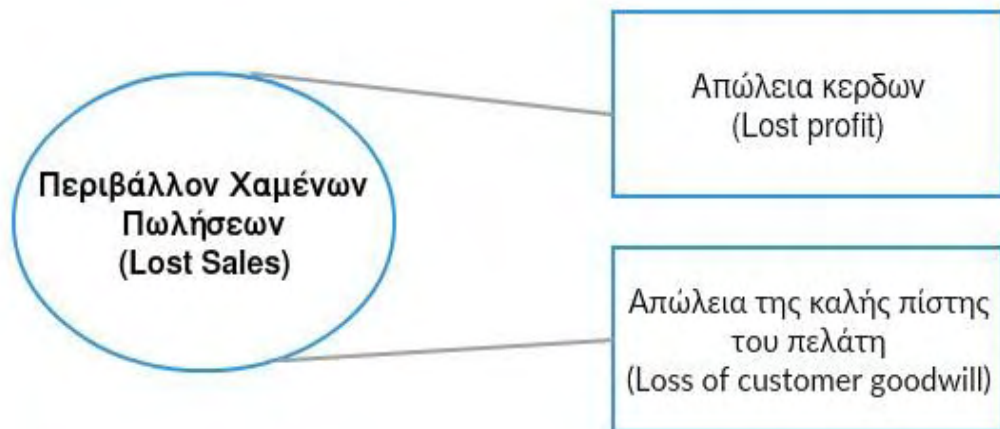 Περιβάλλον Χαμένων
Πωλήσεων
(Lost Sales)
Απώλεια κερδων
(Lost profit)
Απώλεια της καλής πίστης
του πελάτη
(Loss of customer goodwill)